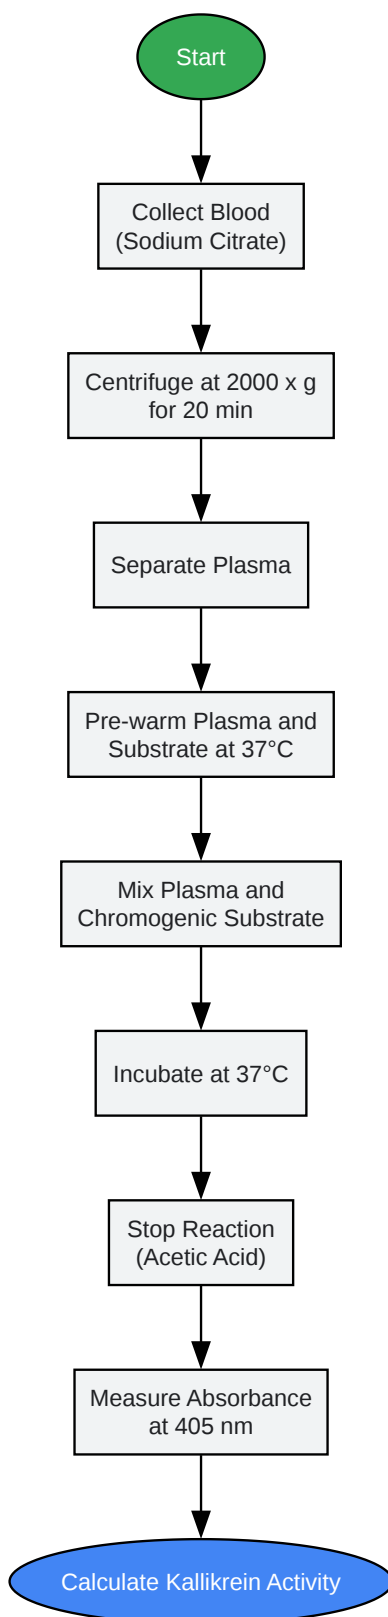 Start
Collect Blood
(Sodium Citrate)
Centrifuge at 2000 x g
for 20 min
Separate Plasma
Pre-warm Plasma and
Substrate at 37°C
Mix Plasma and
Chromogenic Substrate
Incubate at 37°C
Stop Reaction
(Acetic Acid)
Measure Absorbance
at 405 nm
Calculate Kallikrein Activity